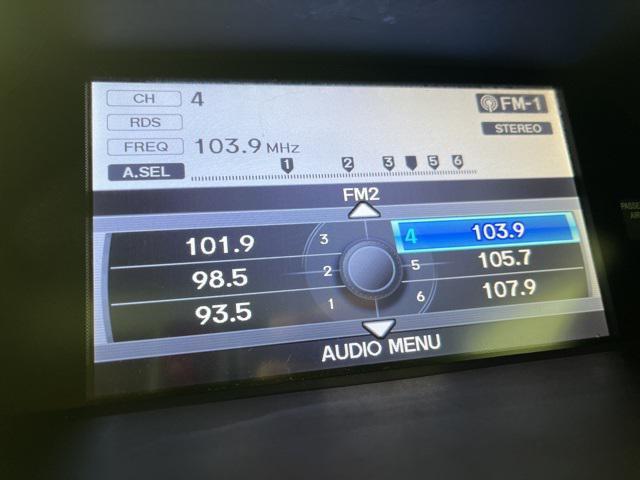 CH 4 FM-1
RDS STEREO
FREQ 103.9 MHz
A.SEL 1 2 3 5 6
FM2
101.9 3 4 103.9
98.5 2 5 105.7
93.5 1 6 107.9
AUDIO MENU